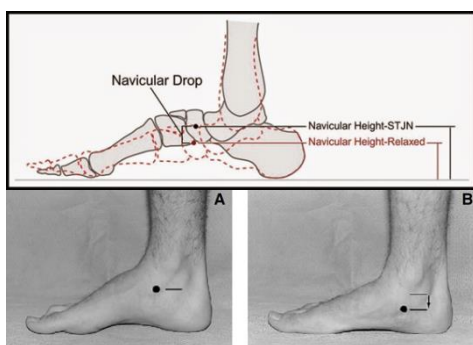 Navicular Drop
Navicular Height-STJN
Navicular Height-Relaxed
A
B